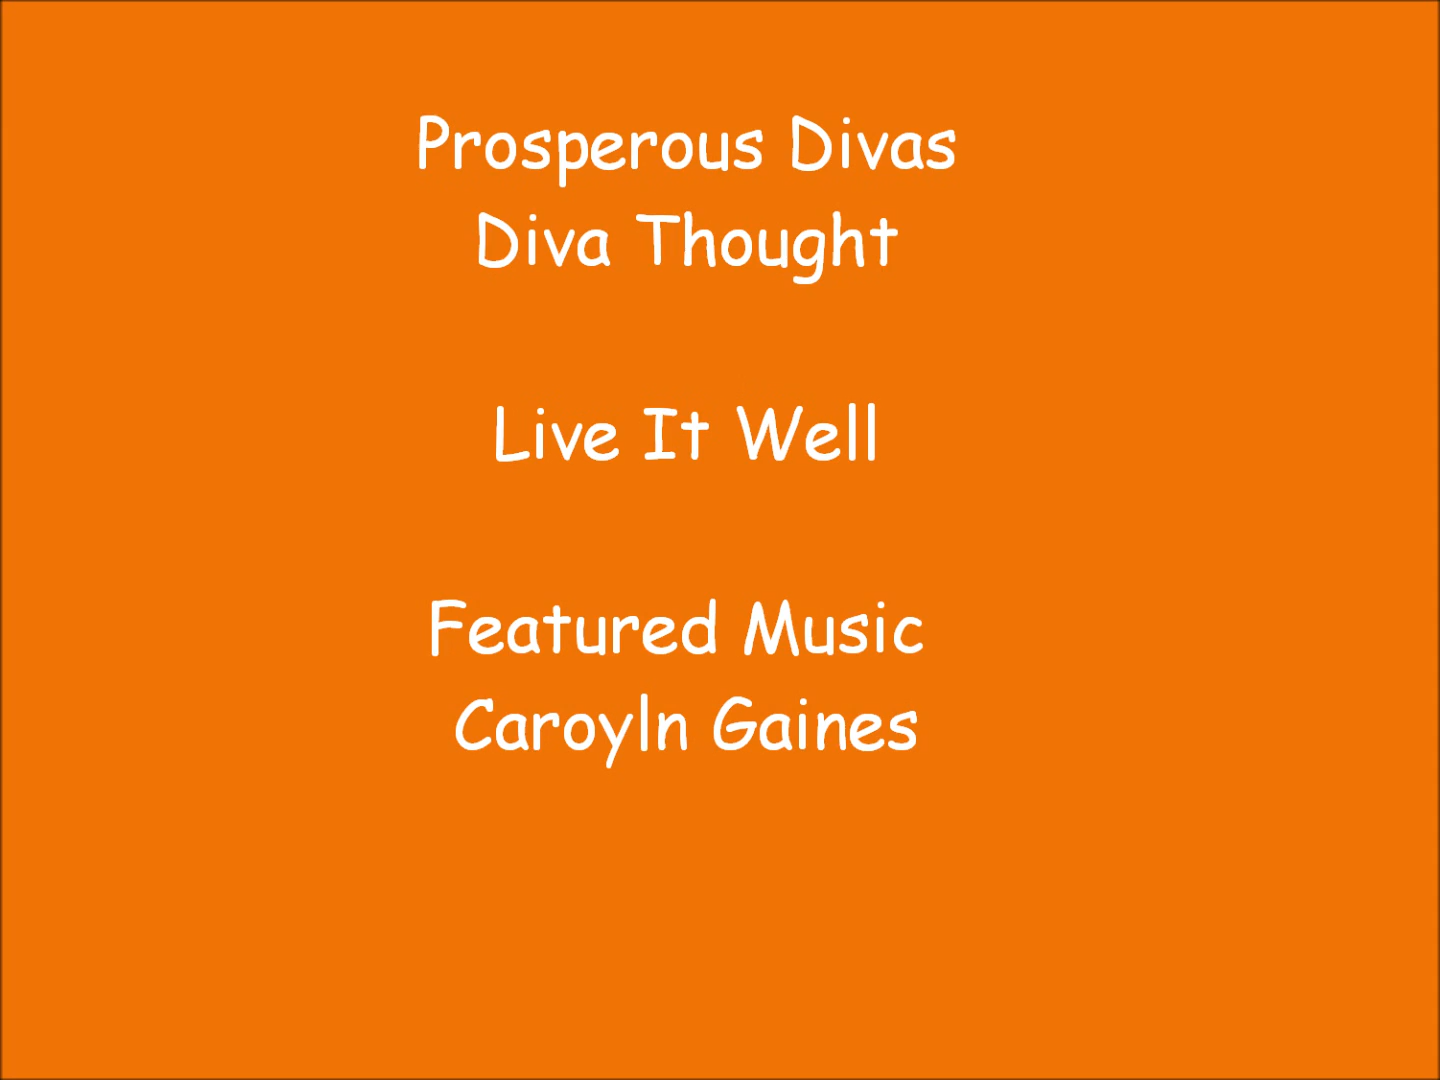 Prosperous Divas
Diva Thought
Live It Well
Featured Music
Caroyln Gaines